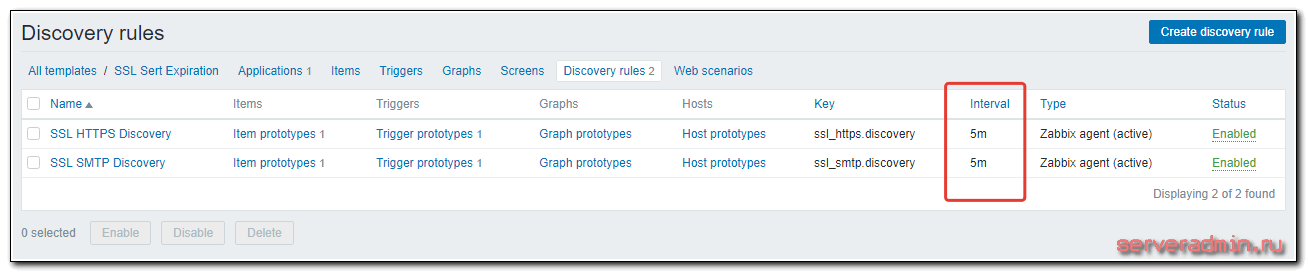 Discovery rules
Create discovery rule
All templates / SSL Sert Expiration Applications 1 Items Triggers Graphs Screens Discovery rules 2 Web scenarios
Name Items Triggers Graphs Hosts Key Interval Type Status
SSL HTTPS Discovery Item prototypes 1 Trigger prototypes 1 Graph prototypes Host prototypes ssl_https.discovery 5m Zabbix agent (active) Enabled
SSL SMTP Discovery Item prototypes 1 Trigger prototypes 1 Graph prototypes Host prototypes ssl_smtp.discovery 5m Zabbix agent (active) Enabled
Displaying 2 of 2 found
0 selected Enable Disable Delete
serveradmin.ru